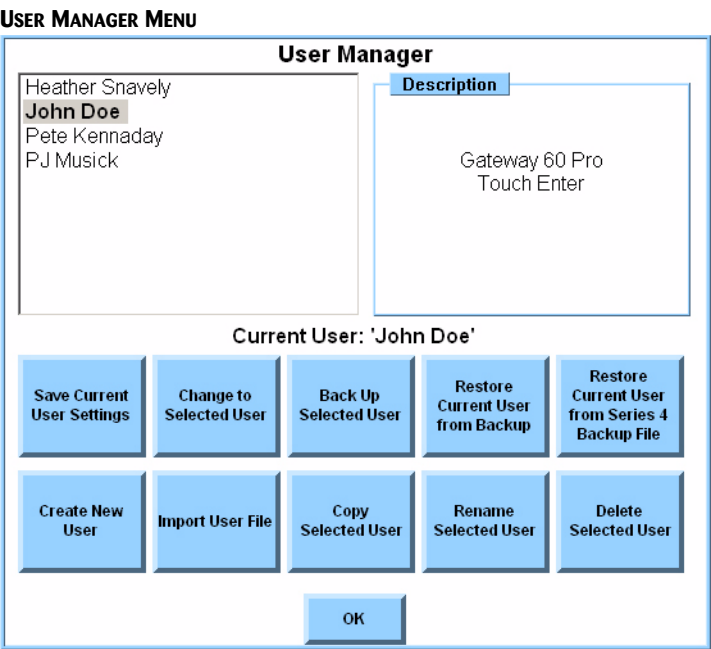 USER MANAGER MENU
User Manager
Heather Snavely
John Doe
Pete Kennaday
PJ Musick
Description
Gateway 60 Pro
Touch Enter
Current User: 'John Doe'
Save Current
User Settings
Change to
Selected User
Back Up
Selected User
Restore
Current User
from Backup
Restore
Current User
from Series 4
Backup File
Create New
User
Import User File
Copy
Selected User
Rename
Selected User
Delete
Selected User
OK